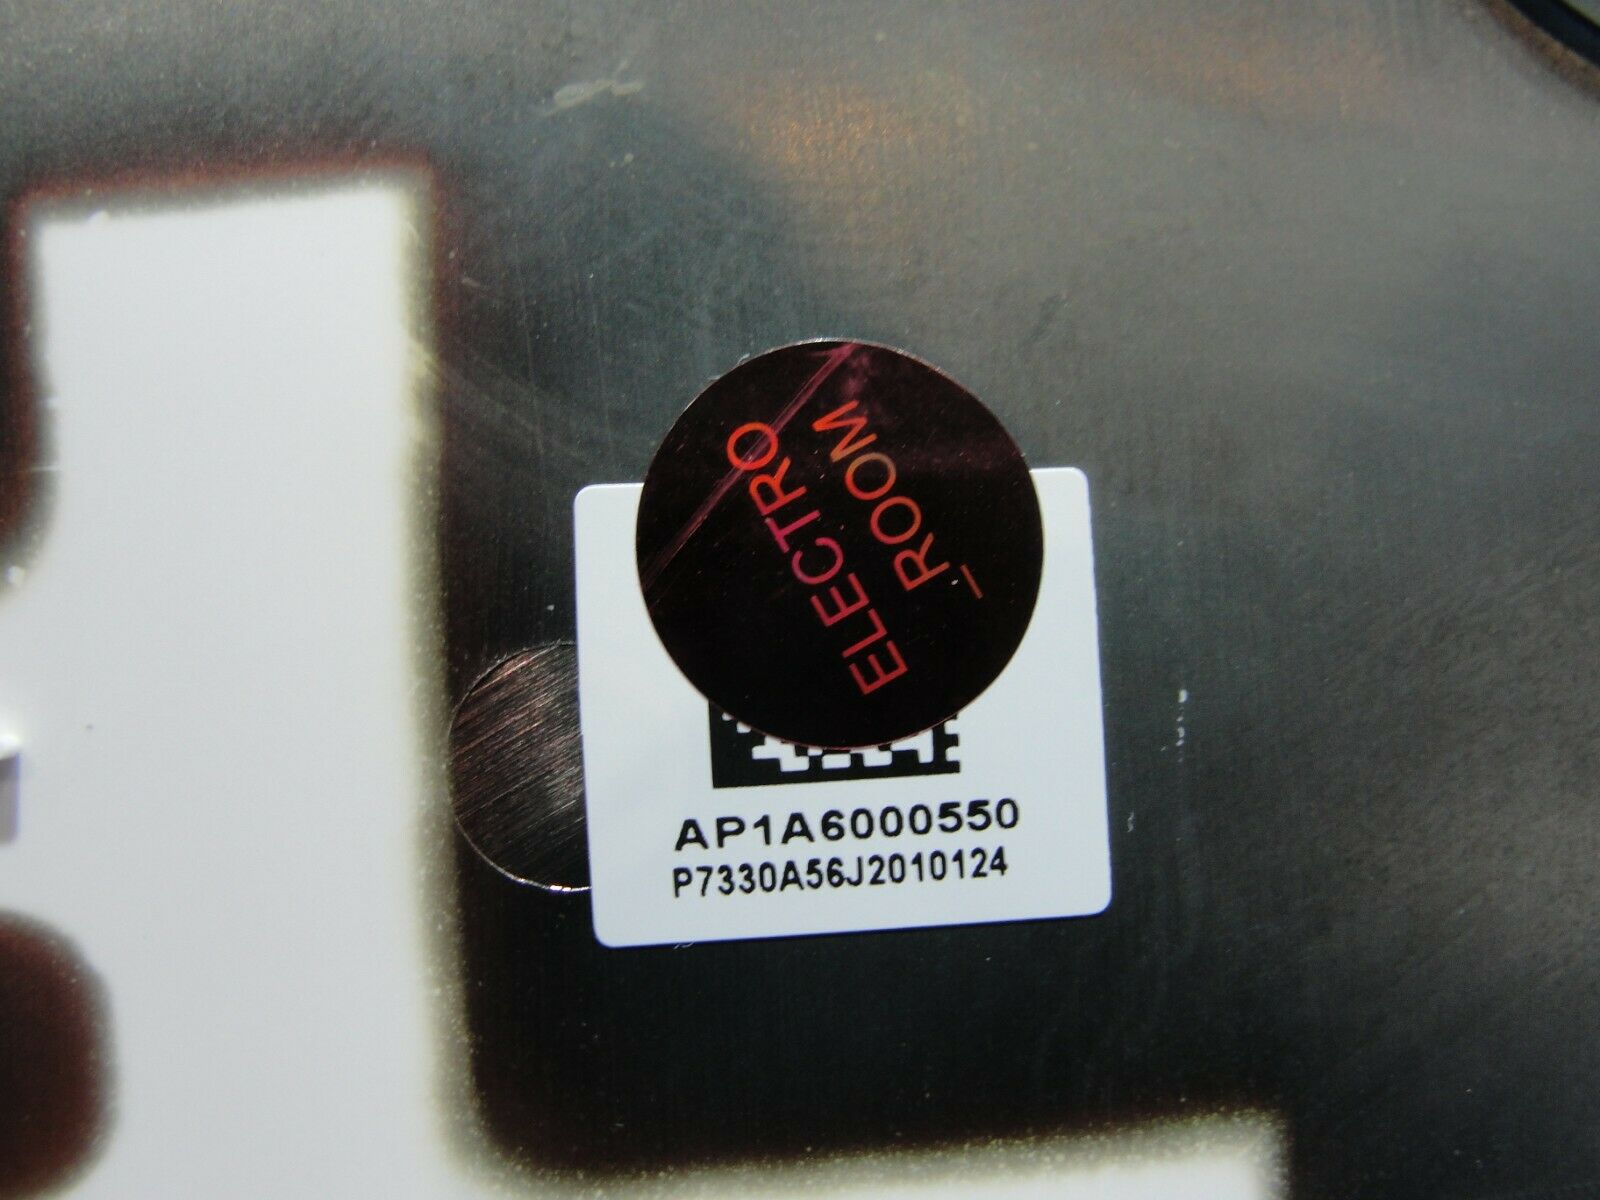 ELECTRO
_ROOM
AP1A6000550
P7330A56J2010124